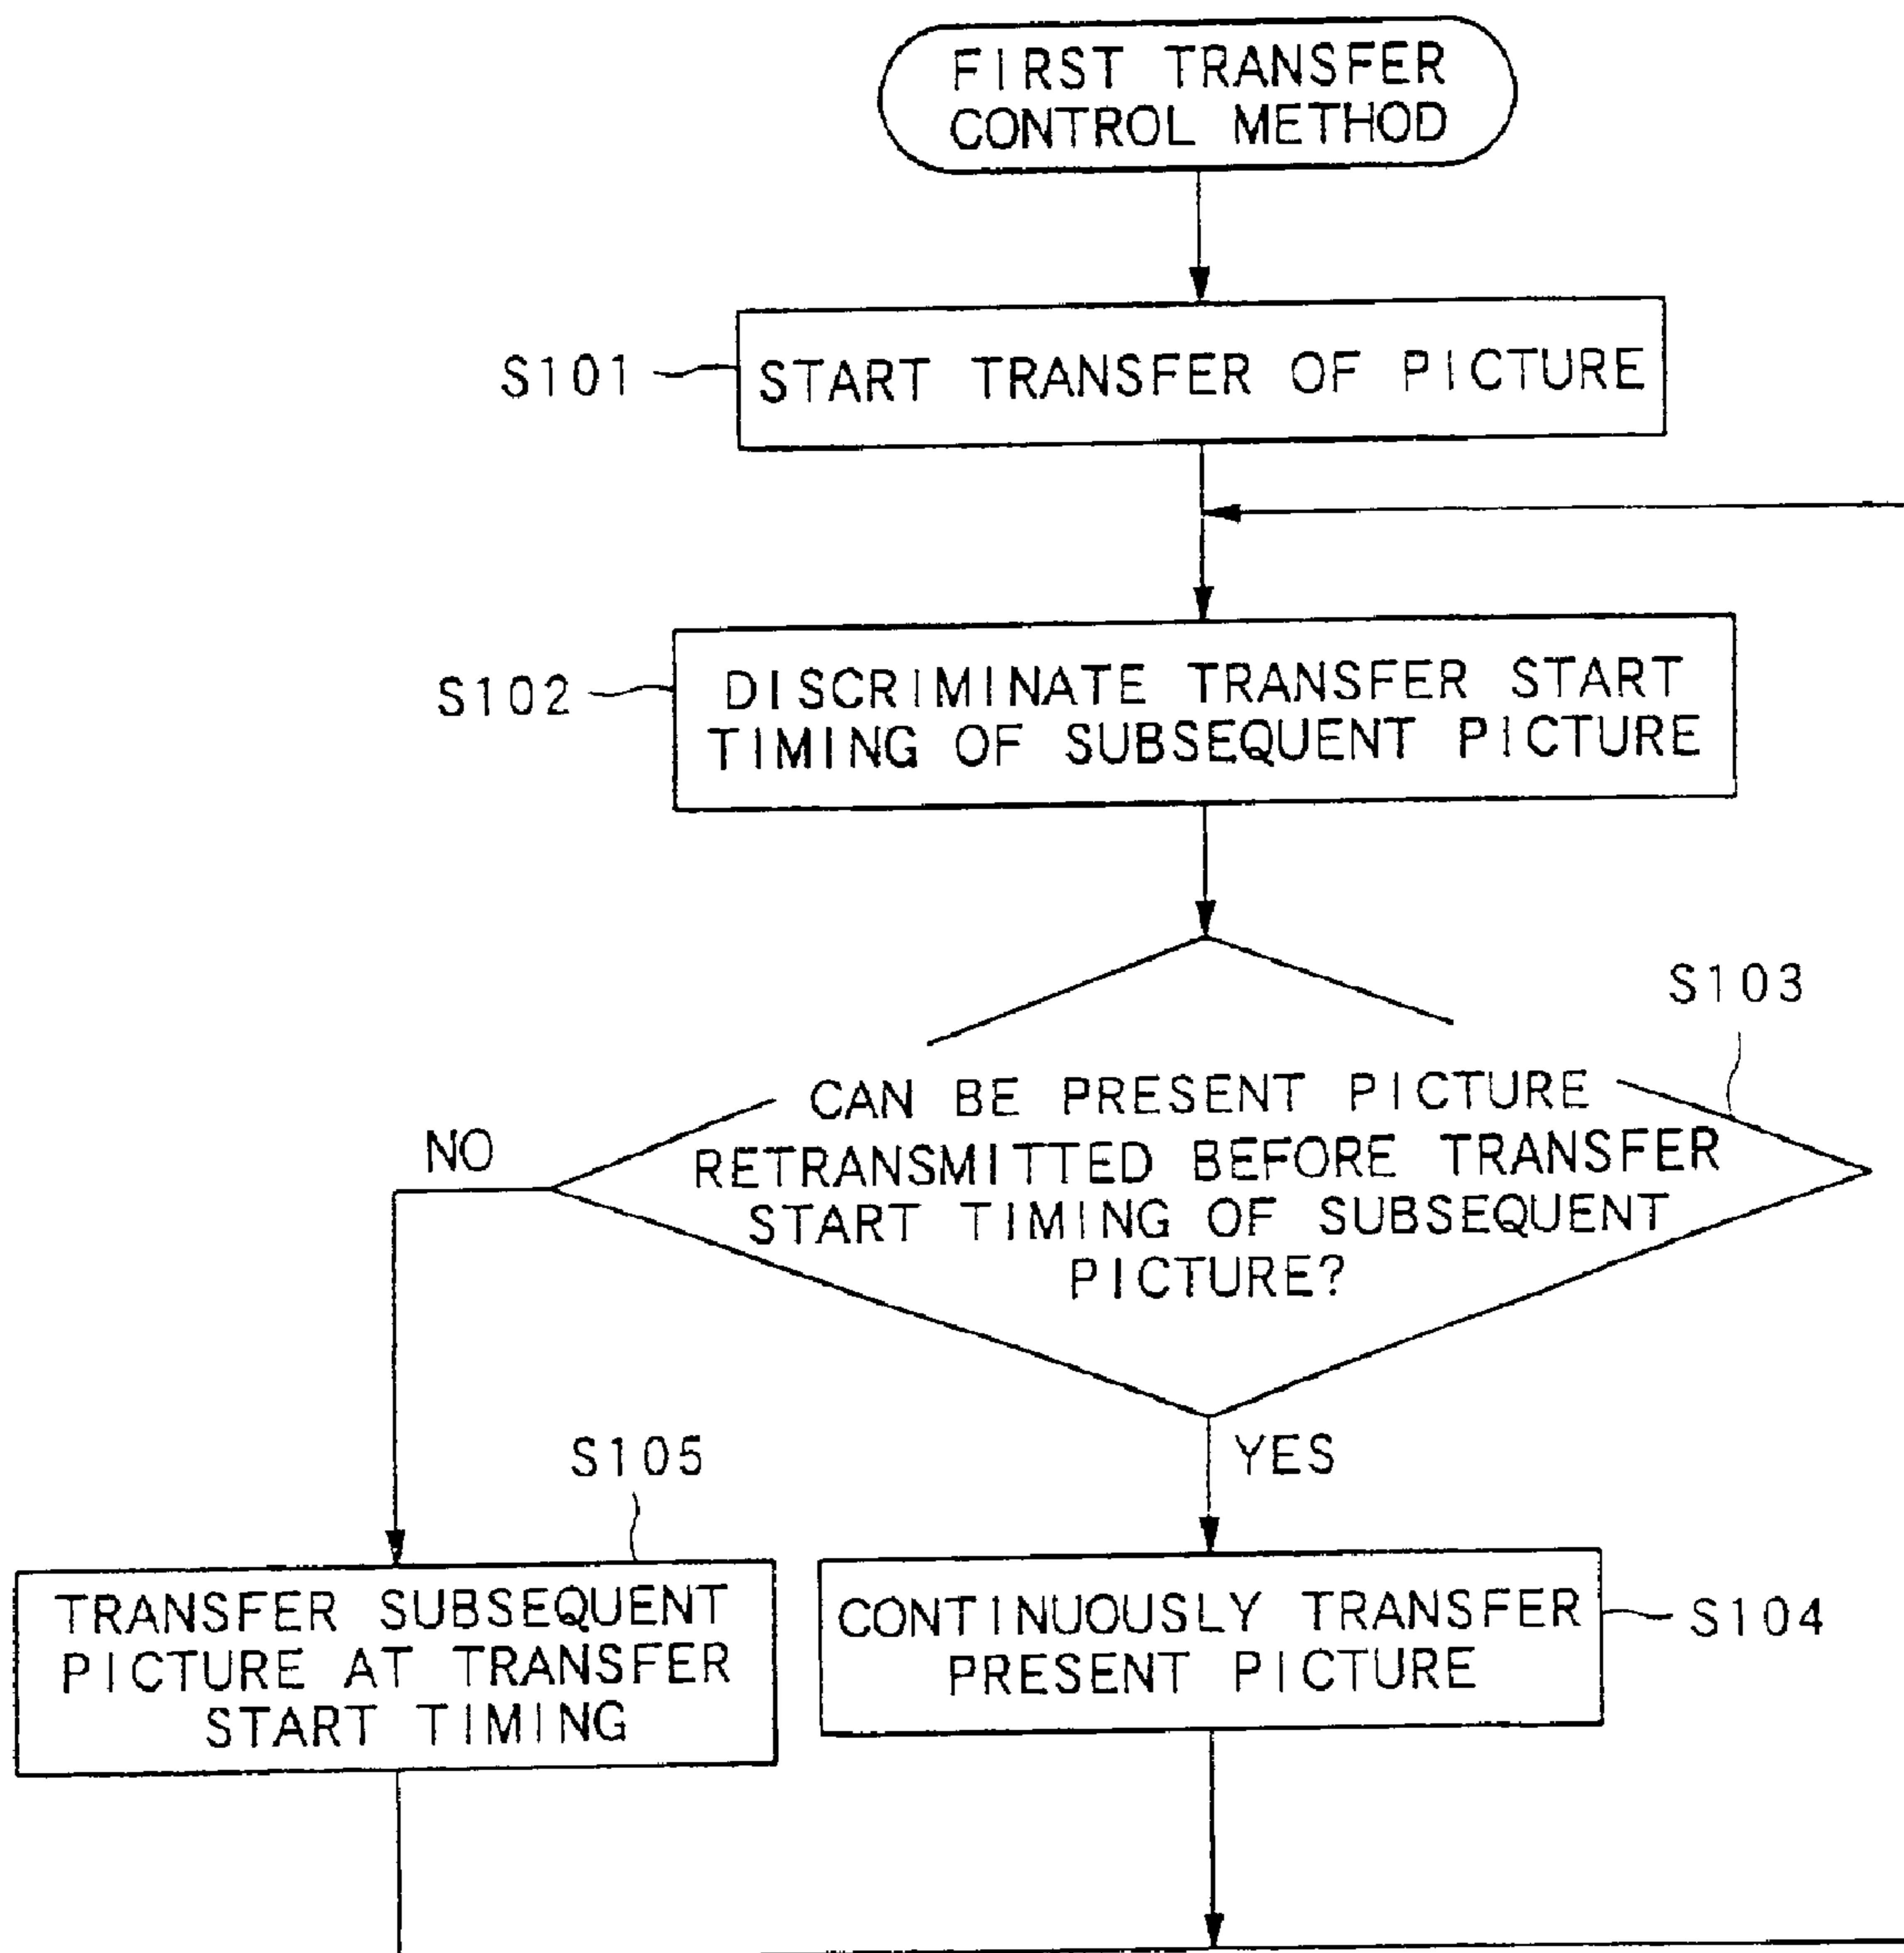 FIRST TRANSFER
CONTROL METHOD
S101
START TRANSFER OF PICTURE
S102
DISCRIMINATE TRANSFER START
TIMING OF SUBSEQUENT PICTURE
S103
CAN BE PRESENT PICTURE
RETRANSMITTED BEFORE TRANSFER
START TIMING OF SUBSEQUENT
PICTURE?
NO
YES
S105
TRANSFER SUBSEQUENT
PICTURE AT TRANSFER
START TIMING
CONTINUOUSLY TRANSFER
PRESENT PICTURE
S104